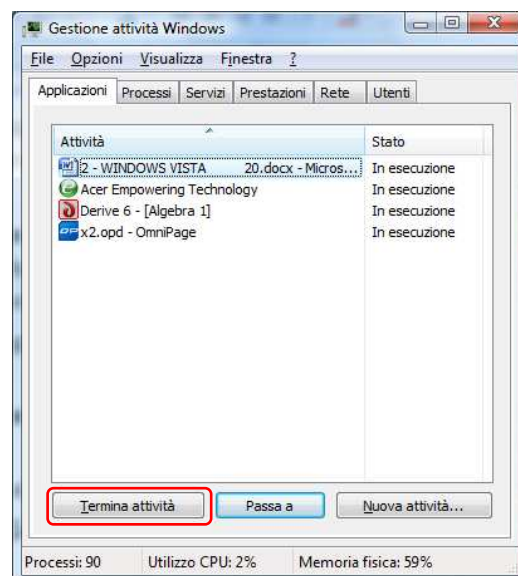 Gestione attività Windows
File Opzioni Visualizza Finestra ?
Applicazioni Processi Servizi Prestazioni Rete Utenti
Attività Stato
2 - WINDOWS VISTA 20.docx - Micros... In esecuzione
Acer Empowering Technology In esecuzione
Derive 6 - [Algebra 1] In esecuzione
x2.opd - OmniPage In esecuzione
Termina attività Passa a Nuova attività...
Processi: 90 Utilizzo CPU: 2% Memoria fisica: 59%